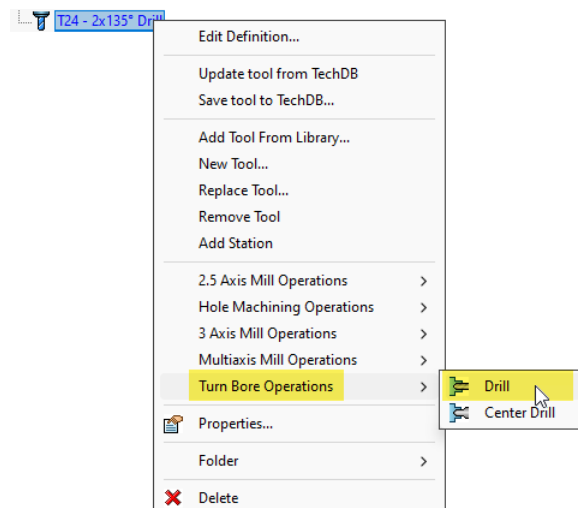 T24 - 2x135° Drill
Edit Definition...
Update tool from TechDB
Save tool to TechDB...
Add Tool From Library...
New Tool...
Replace Tool...
Remove Tool
Add Station
2.5 Axis Mill Operations
Hole Machining Operations
3 Axis Mill Operations
Multiaxis Mill Operations
Turn Bore Operations
Drill
Center Drill
Properties...
Folder
Delete